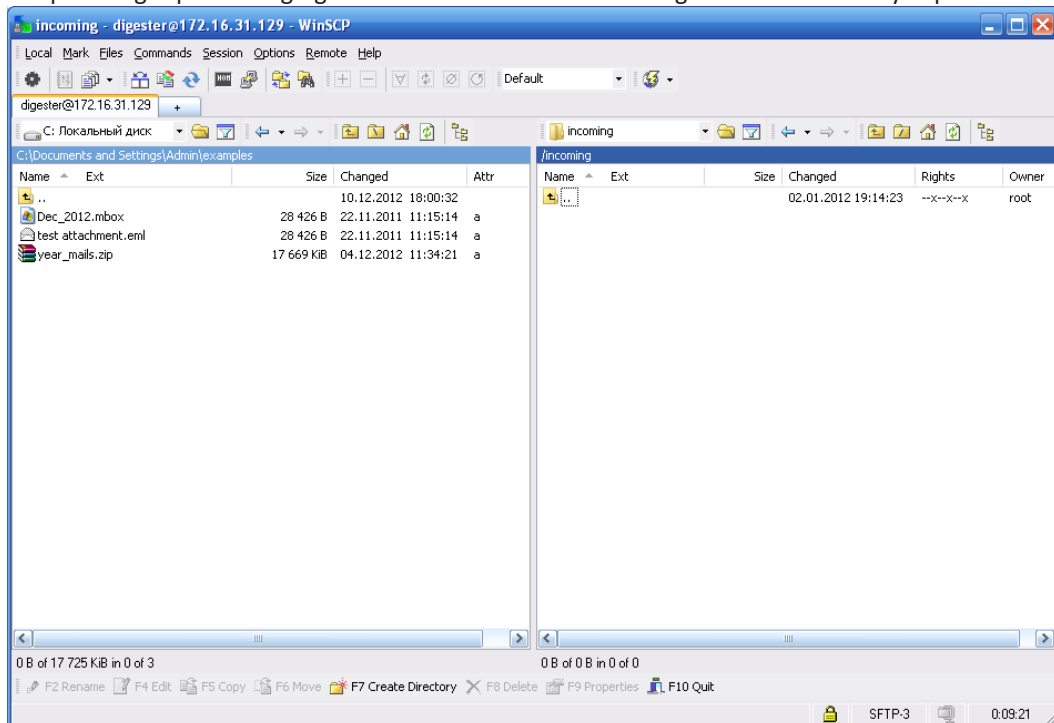 incoming - digester@172.16.31.129 - WinSCP
Local Mark Files Commands Session Options Remote Help
Default
digester@172.16.31.129 +
C: Локальный диск
incoming
C:\Documents and Settings\Admin\examples
/incoming
Name Ext Size Changed Attr
Name Ext Size Changed Rights Owner
.. 10.12.2012 18:00:32
.. 02.01.2012 19:14:23 --x--x--x root
Dec_2012.mbox 28 426 B 22.11.2011 11:15:14 a
test attachment.eml 28 426 B 22.11.2011 11:15:14 a
year_mails.zip 17 669 KiB 04.12.2012 11:34:21 a
0 B of 17 725 KiB in 0 of 3
0 B of 0 B in 0 of 0
F2 Rename F4 Edit F5 Copy F6 Move F7 Create Directory F8 Delete F9 Properties F10 Quit
SFTP-3 0:09:21